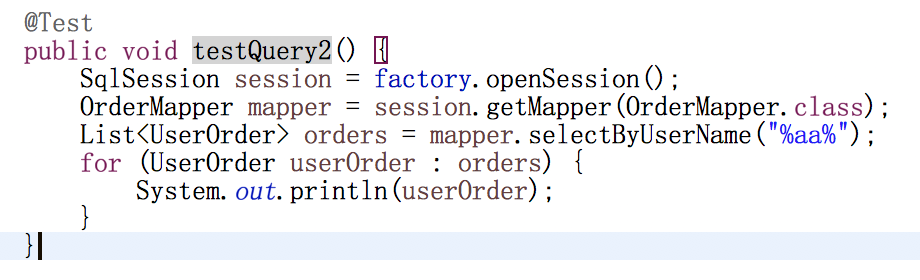 @Test
public void testQuery2() {
    SqlSession session = factory.openSession();
    OrderMapper mapper = session.getMapper(OrderMapper.class);
    List<UserOrder> orders = mapper.selectByUserName("%aa%");
    for (UserOrder userOrder : orders) {
        System.out.println(userOrder);
    }
}